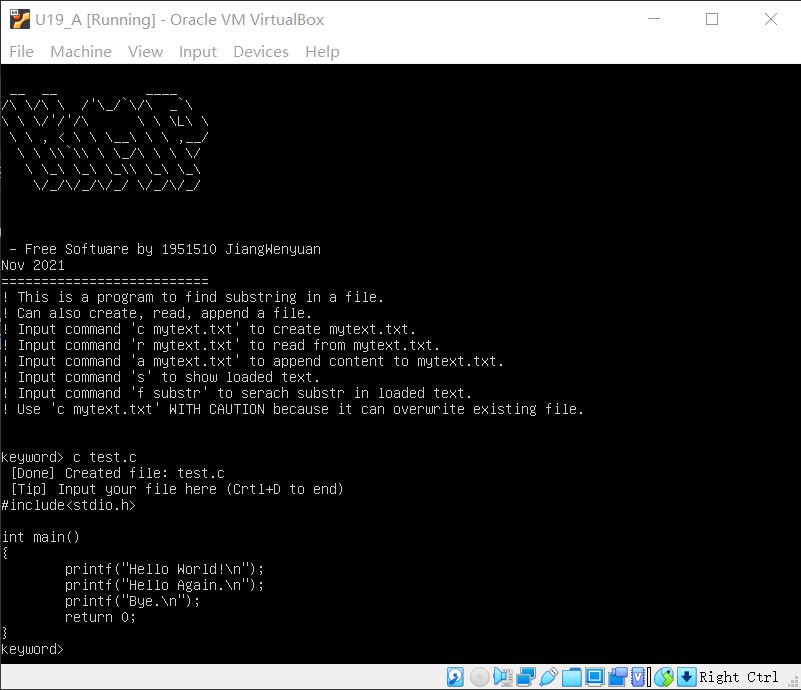 U19_A [Running] - Oracle VM VirtualBox
File Machine View Input Devices Help
 __  __           ____
/\ \/\ \  /'\_/`\/\  _`\
\ \ \/'/'/\      \ \ \L\ \
 \ \ , < \ \ \__\ \ \ ,__/
  \ \ \\`\\ \ \_/\ \ \ \/
   \ \_\ \_\ \_\\ \_\ \_\
    \/_/\/_/\/_/ \/_/\/_/
 - Free Software by 1951510 JiangWenyuan
Nov 2021
==========================
! This is a program to find substring in a file.
! Can also create, read, append a file.
! Input command 'c mytext.txt' to create mytext.txt.
! Input command 'r mytext.txt' to read from mytext.txt.
! Input command 'a mytext.txt' to append content to mytext.txt.
! Input command 's' to show loaded text.
! Input command 'f substr' to serach substr in loaded text.
! Use 'c mytext.txt' WITH CAUTION because it can overwrite existing file.
keyword> c test.c
 [Done] Created file: test.c
 [Tip] Input your file here (Crtl+D to end)
#include<stdio.h>
int main()
{
        printf("Hello World!\n");
        printf("Hello Again.\n");
        printf("Bye.\n");
        return 0;
}
keyword>
Right Ctrl